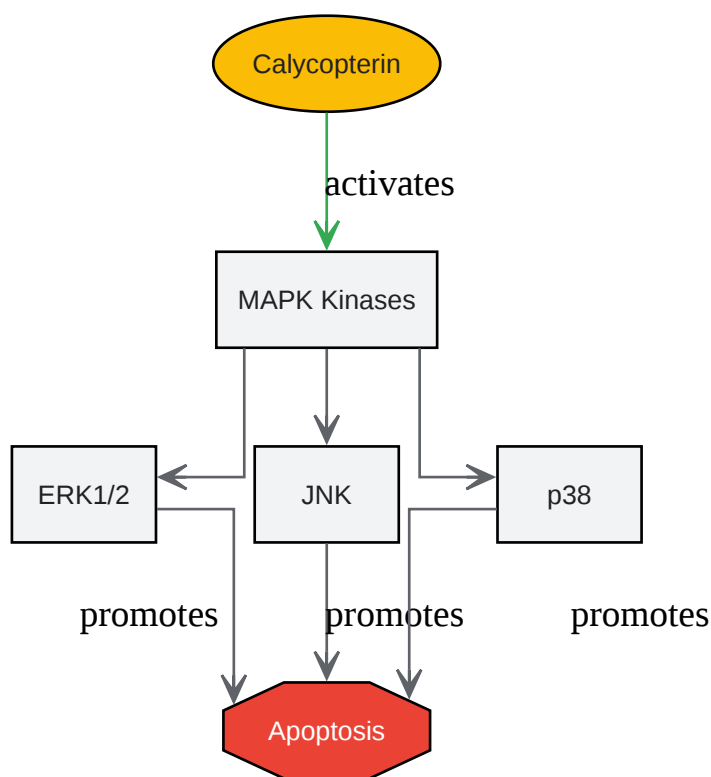 Calycopterin
activates
MAPK Kinases
ERK1/2
JNK
p38
promotes
promotes
promotes
Apoptosis